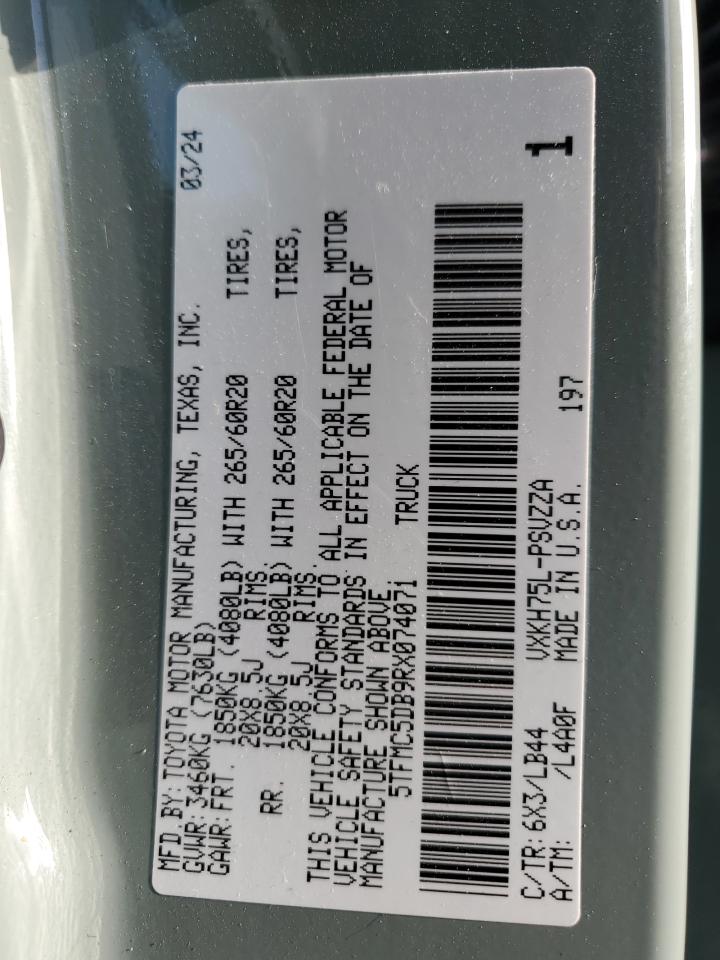 03/24
MFD.BY:TOYOTA MOTOR MANUFACTURING, TEXAS, INC.
GVWR:3460KG (7630LB)
GAWR:FRT. 1850KG (4080LB) WITH 265/60R20 TIRES,
20X8.5J RIMS
RR. 1850KG (4080LB) WITH 265/60R20 TIRES,
20X8.5J RIMS.
THIS VEHICLE CONFORMS TO ALL APPLICABLE FEDERAL MOTOR
VEHICLE SAFETY STANDARDS IN EFFECT ON THE DATE OF
MANUFACTURE SHOWN ABOVE.
5TFMC5DB9RX074071 TRUCK
C/TR:6X3/LB44 VXKH75L-PSVZZA 197 1
A/TM: /L4A0F MADE IN U.S.A.